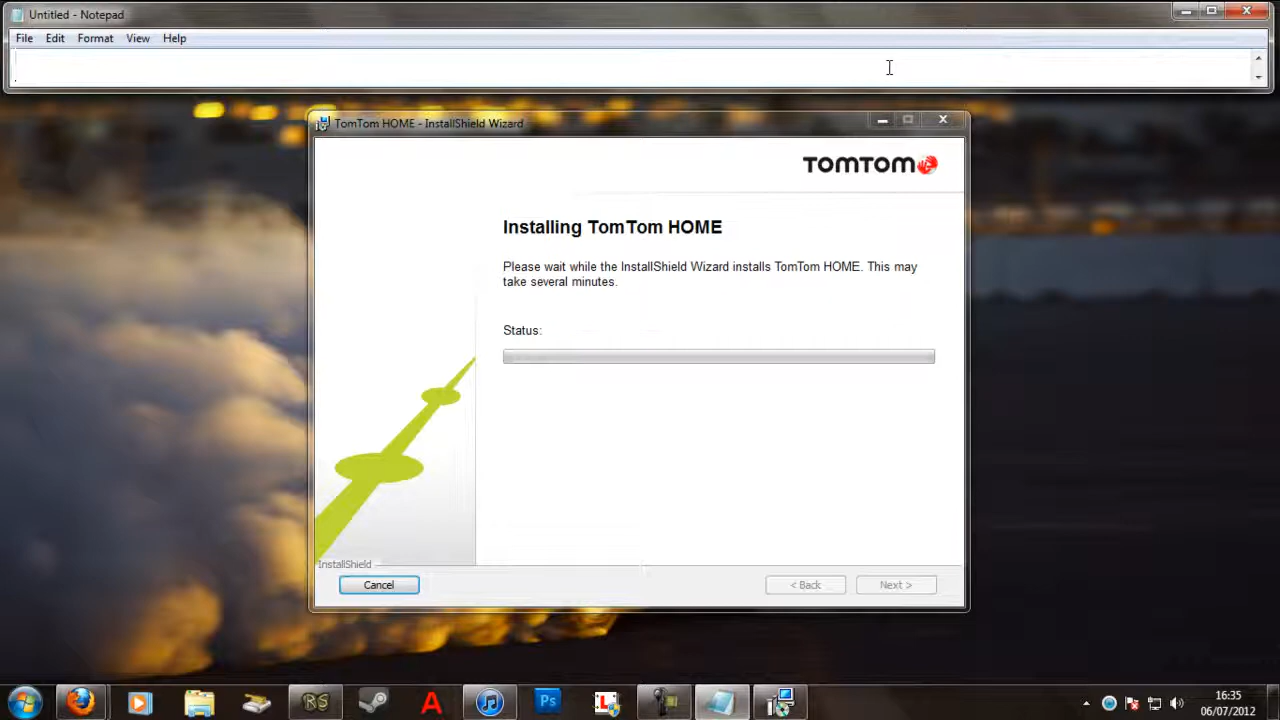 Untitled - Notepad
File Edit Format View Help
TomTom HOME - InstallShield Wizard
TOMTOM
Installing TomTom HOME
Please wait while the InstallShield Wizard installs TomTom HOME. This may
take several minutes.
Status:
InstallShield
Cancel
< Back
Next >
RS
A
Ps
L
16:35
06/07/2012